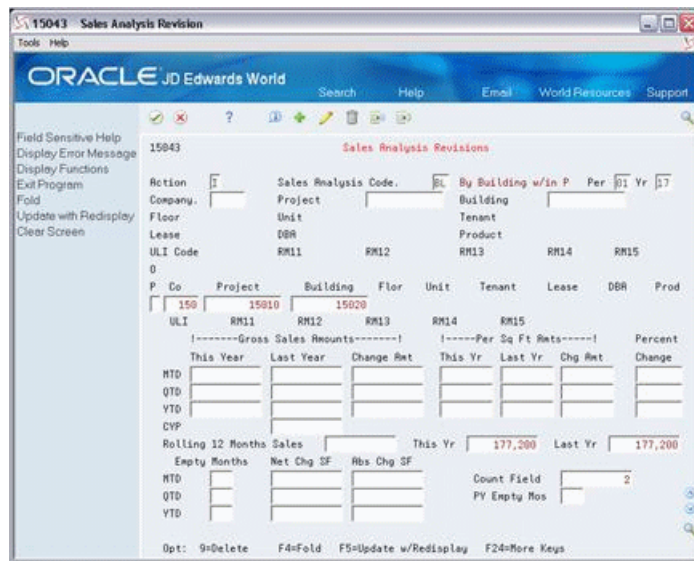 15043 Sales Analysis Revision
Tools Help
ORACLE JD Edwards World
Search Help Email World Resources Support
Field Sensitive Help
Display Error Message
Display Functions
Exit Program
Fold
Update with Redisplay
Clear Screen
15043 Sales Analysis Revisions
Action I Sales Analysis Code. BL By Building w/in P Per 01 Yr 17
Company. Project Building
Floor Unit Tenant
Lease DBA Product
ULI Code RM11 RM12 RM13 RM14 RM15
O
P Co Project Building Flor Unit Tenant Lease DBA Prod
150 15010 15020
ULI RM11 RM12 RM13 RM14 RM15
!-------Gross Sales Amounts-------! !-----Per Sq Ft Amts-----! Percent
This Year Last Year Change Amt This Yr Last Yr Chg Amt Change
MTD
QTD
YTD
CYP
Rolling 12 Months Sales This Yr 177,200 Last Yr 177,200
Empty Months Net Chg SF Abs Chg SF
MTD Count Field 2
QTD PY Empty Mos
YTD
Opt: 9=Delete F4=Fold F5=Update w/Redisplay F24=More Keys